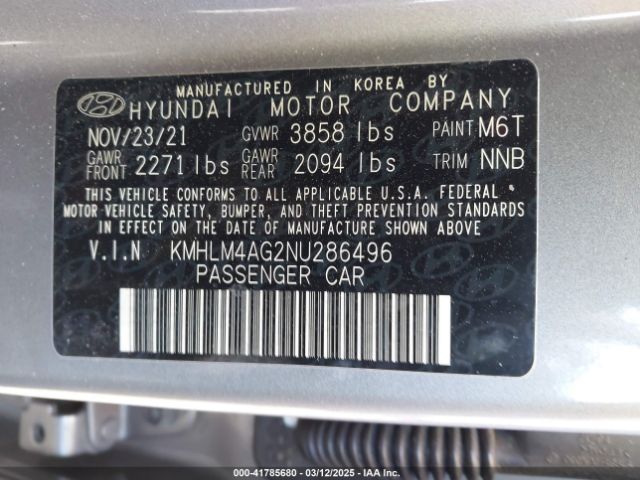 MANUFACTURED IN KOREA BY
HYUNDAI MOTOR COMPANY
NOV/23/21 GVWR 3858 lbs PAINT M6T
GAWR FRONT 2271 lbs GAWR REAR 2094 lbs TRIM NNB
THIS VEHICLE CONFORMS TO ALL APPLICABLE U.S.A. FEDERAL
MOTOR VEHICLE SAFETY, BUMPER, AND THEFT PREVENTION STANDARDS
IN EFFECT ON THE DATE OF MANUFACTURE SHOWN ABOVE
V.I.N KMHLM4AG2NU286496
PASSENGER CAR
000-41785680 - 03/12/2025 - IAA Inc.